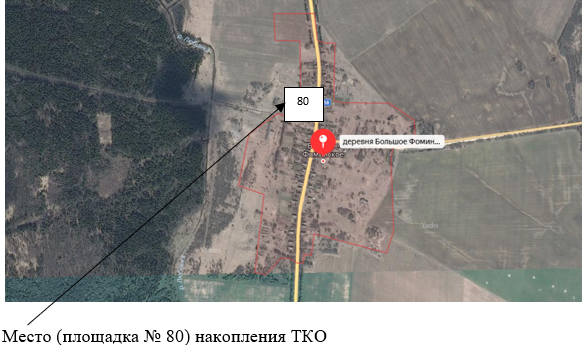 80
деревня Большое Фомин...
Место (площадка № 80) накопления ТКО